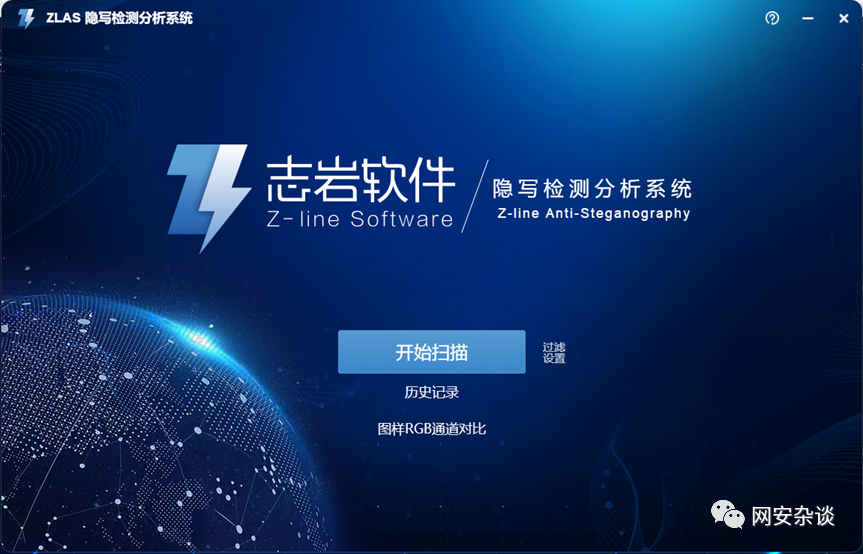 ZLAS 隐写检测分析系统
志岩软件
Z-line Software
隐写检测分析系统
Z-line Anti-Steganography
开始扫描
过滤
设置
历史记录
图样RGB通道对比
网安杂谈